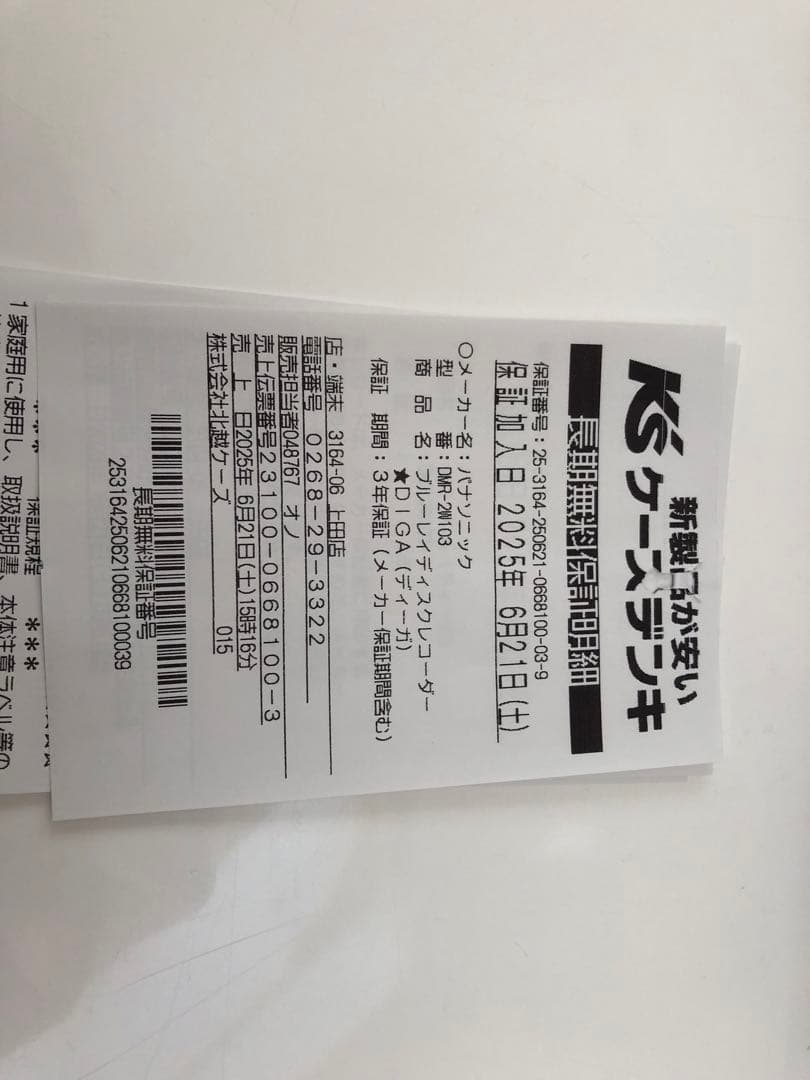 新製品が安い
K'S ケーズデンキ
長期無料保証明細
保証番号：25-3164-250621-0668100-03-9
保証加入日 2025年 6月21日(土)
○メーカー名：パナソニック
型 番：DMR-2W103
商 品 名：ブルーレイディスクレコーダー
★DIGA(ディーガ)
保証 期間：3年保証(メーカー保証期間含む)
店・端末 3164-06 上田店
電話番号 0268-29-3322
販売担当者048767 オノ
売上伝票番号23100-0668100-3
売 上 日2025年 6月21日(土)15時16分
株式会社北越ケーズ 015
長期無料保証番号
2531642506210668100039
*** 保証規程 ***
1 家庭用に使用し、取扱説明書、本体注意ラベル等の